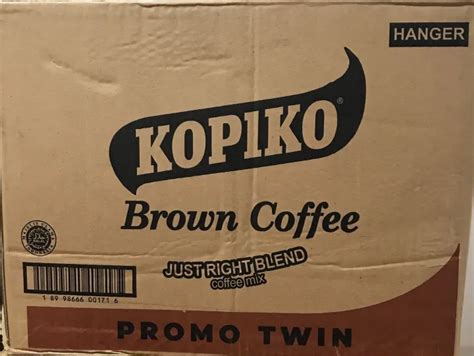 HANGER
KOPIKO®
Brown Coffee
JUST RIGHT BLEND
coffee mix
1 89 98666 00171 6
PROMO TWIN